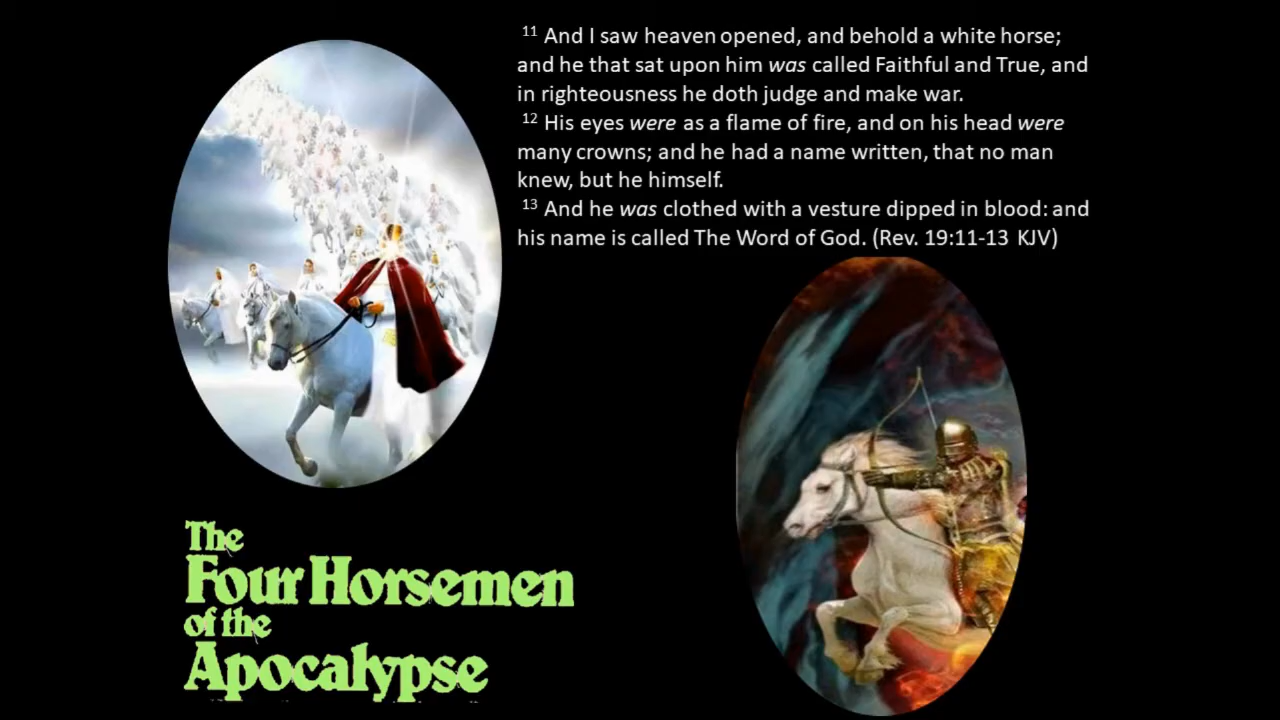 11 And I saw heaven opened, and behold a white horse;
and he that sat upon him was called Faithful and True, and
in righteousness he doth judge and make war.
12 His eyes were as a flame of fire, and on his head were
many crowns; and he had a name written, that no man
knew, but he himself.
13 And he was clothed with a vesture dipped in blood: and
his name is called The Word of God. (Rev. 19:11-13 KJV)
The
Four Horsemen
of the
Apocalypse